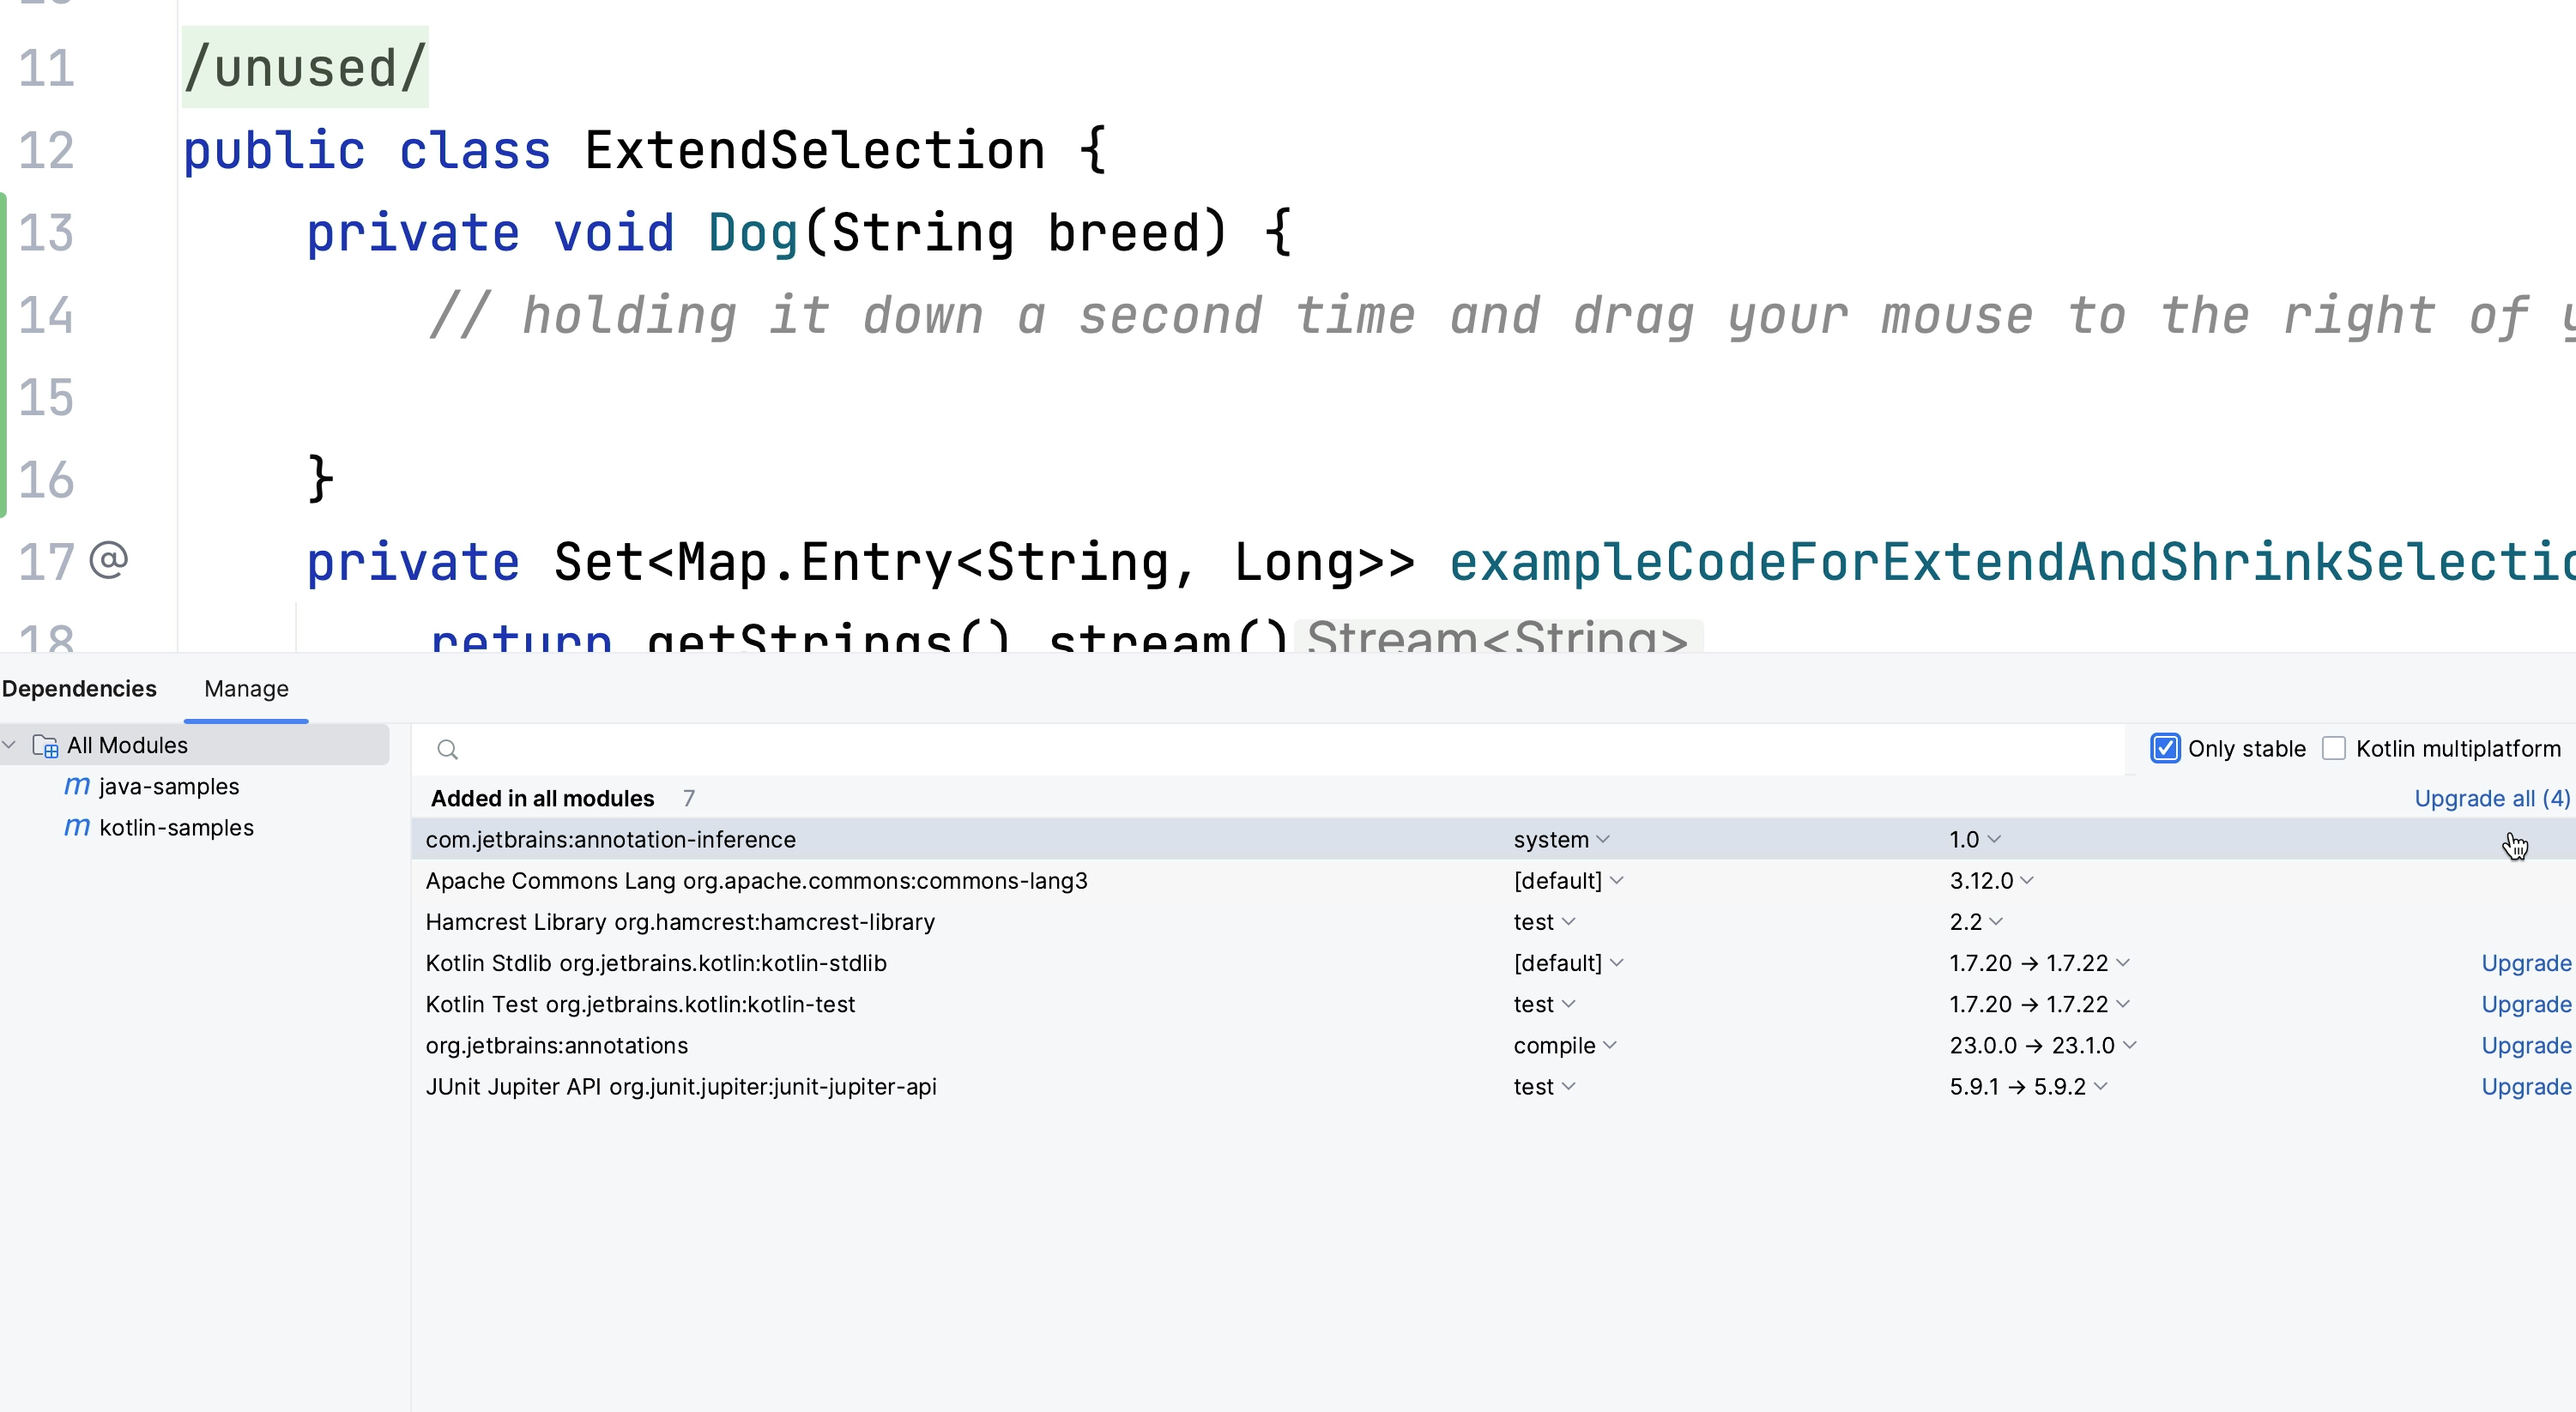 11 /unused/
12 public class ExtendSelection {
13 private void Dog(String breed) {
14 // holding it down a second time and drag your mouse to the right of
15
16 }
17 @ private Set<Map.Entry<String, Long>> exampleCodeForExtendAndShrinkSelectio
18 return getStrings().stream() Stream<String>
Dependencies Manage
All Modules
java-samples
kotlin-samples
Only stable Kotlin multiplatform
Added in all modules 7 Upgrade all (4)
com.jetbrains:annotation-inference system 1.0
Apache Commons Lang org.apache.commons:commons-lang3 [default] 3.12.0
Hamcrest Library org.hamcrest:hamcrest-library test 2.2
Kotlin Stdlib org.jetbrains.kotlin:kotlin-stdlib [default] 1.7.20 → 1.7.22 Upgrade
Kotlin Test org.jetbrains.kotlin:kotlin-test test 1.7.20 → 1.7.22 Upgrade
org.jetbrains:annotations compile 23.0.0 → 23.1.0 Upgrade
JUnit Jupiter API org.junit.jupiter:junit-jupiter-api test 5.9.1 → 5.9.2 Upgrade